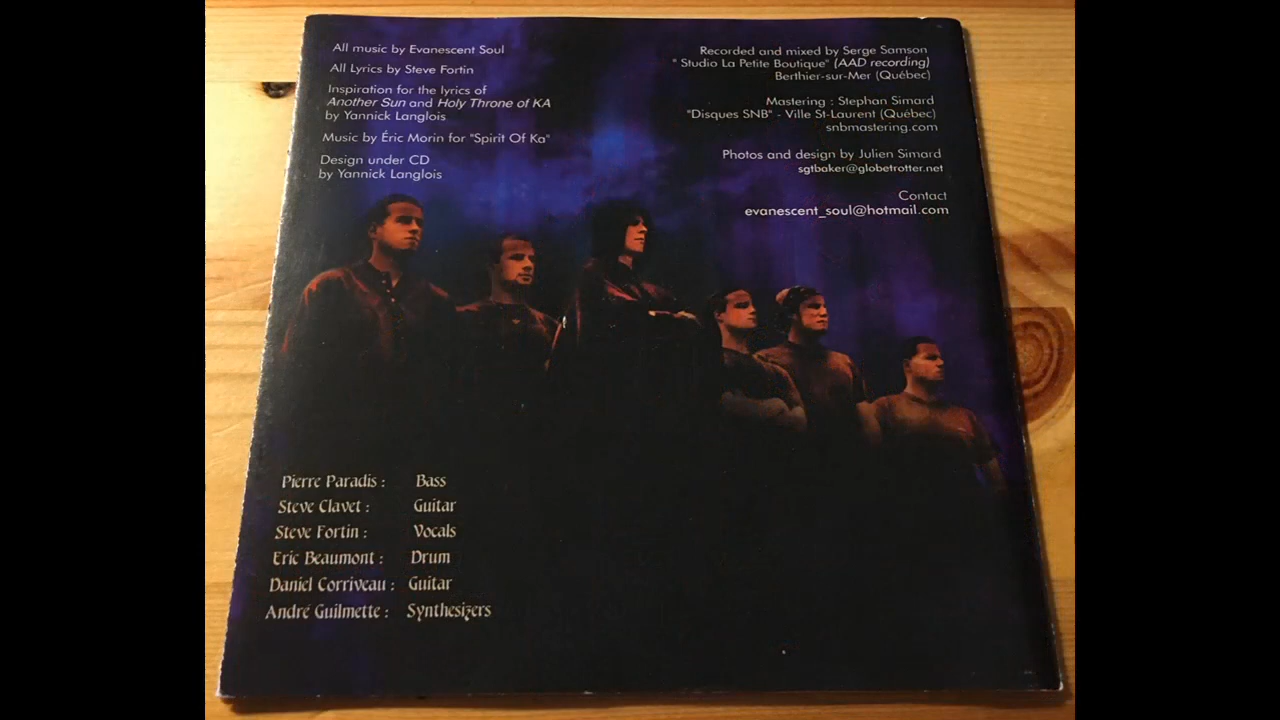 All music by Evanescent Soul
All Lyrics by Steve Fortin
Inspiration for the lyrics of
Another Sun and Holy Throne of KA
by Yannick Langlois
Music by Éric Morin for "Spirit Of Ka"
Design under CD
by Yannick Langlois
Recorded and mixed by Serge Samson
" Studio La Petite Boutique" (AAD recording)
Berthier-sur-Mer (Québec)
Mastering : Stephan Simard
"Disques SNB" - Ville St-Laurent (Québec)
snbmastering.com
Photos and design by Julien Simard
sgtbaker@globetrotter.net
Contact
evanescent_soul@hotmail.com
Pierre Paradis : Bass
Steve Clavet : Guitar
Steve Fortin : Vocals
Eric Beaumont : Drum
Daniel Corriveau : Guitar
André Guilmette : Synthesizers